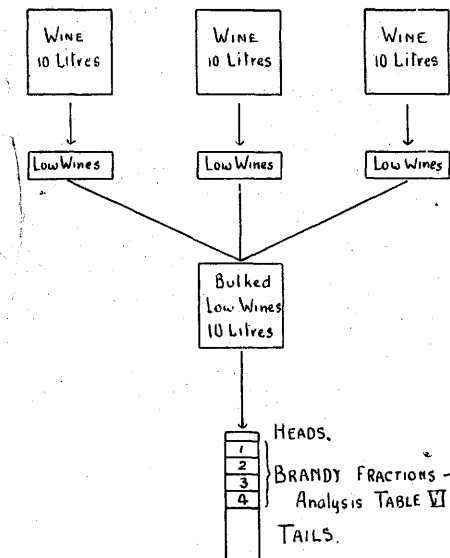 WINE WINE WINE
10 Litres 10 Litres 10 Litres
Low Wines Low Wines Low Wines
Bulked
Low Wines
10 Litres
HEADS.
1
2
3
4
BRANDY FRACTIONS –
Analysis TABLE VI
TAILS.